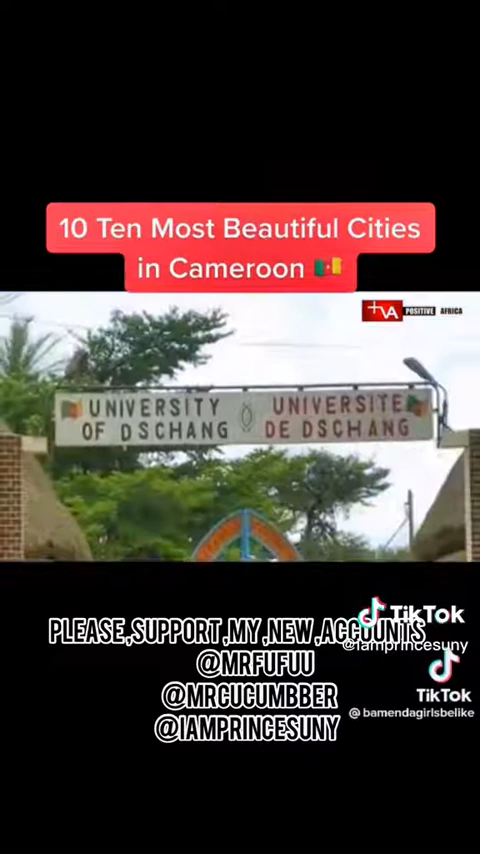 10 Ten Most Beautiful Cities
in Cameroon 🇨🇲
+VA POSITIVE AFRICA
UNIVERSITY
OF DSCHANG
UNIVERSITE
DE DSCHANG
PLEASE,SUPPORT,MY,NEW,ACCOUNTS
@MRFUFUU
@MRCUCUMBBER
@IAMPRINCESUNY
TikTok
@iamprincesuny
TikTok
@bamendagirlsbelike